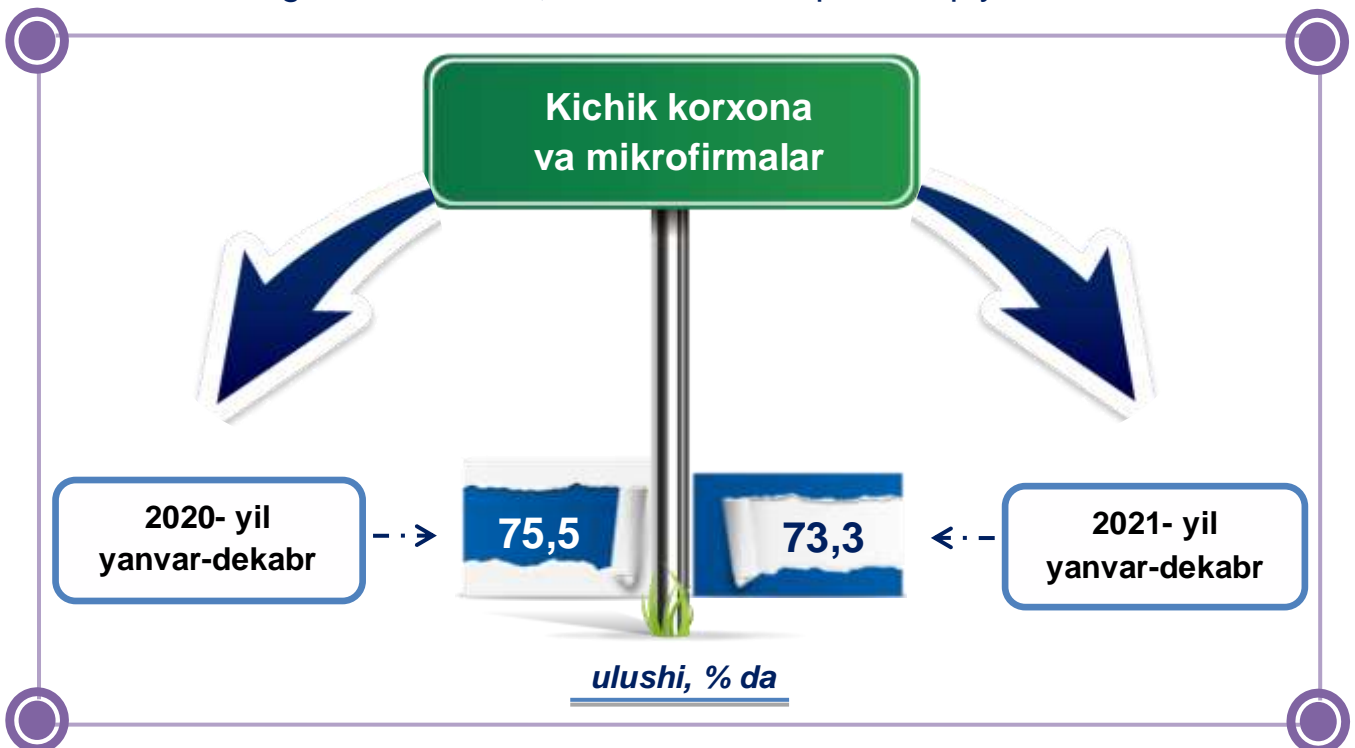 Kichik korxona
va mikrofirmalar
2020- yil
yanvar-dekabr
75,5
73,3
2021- yil
yanvar-dekabr
ulushi, % da